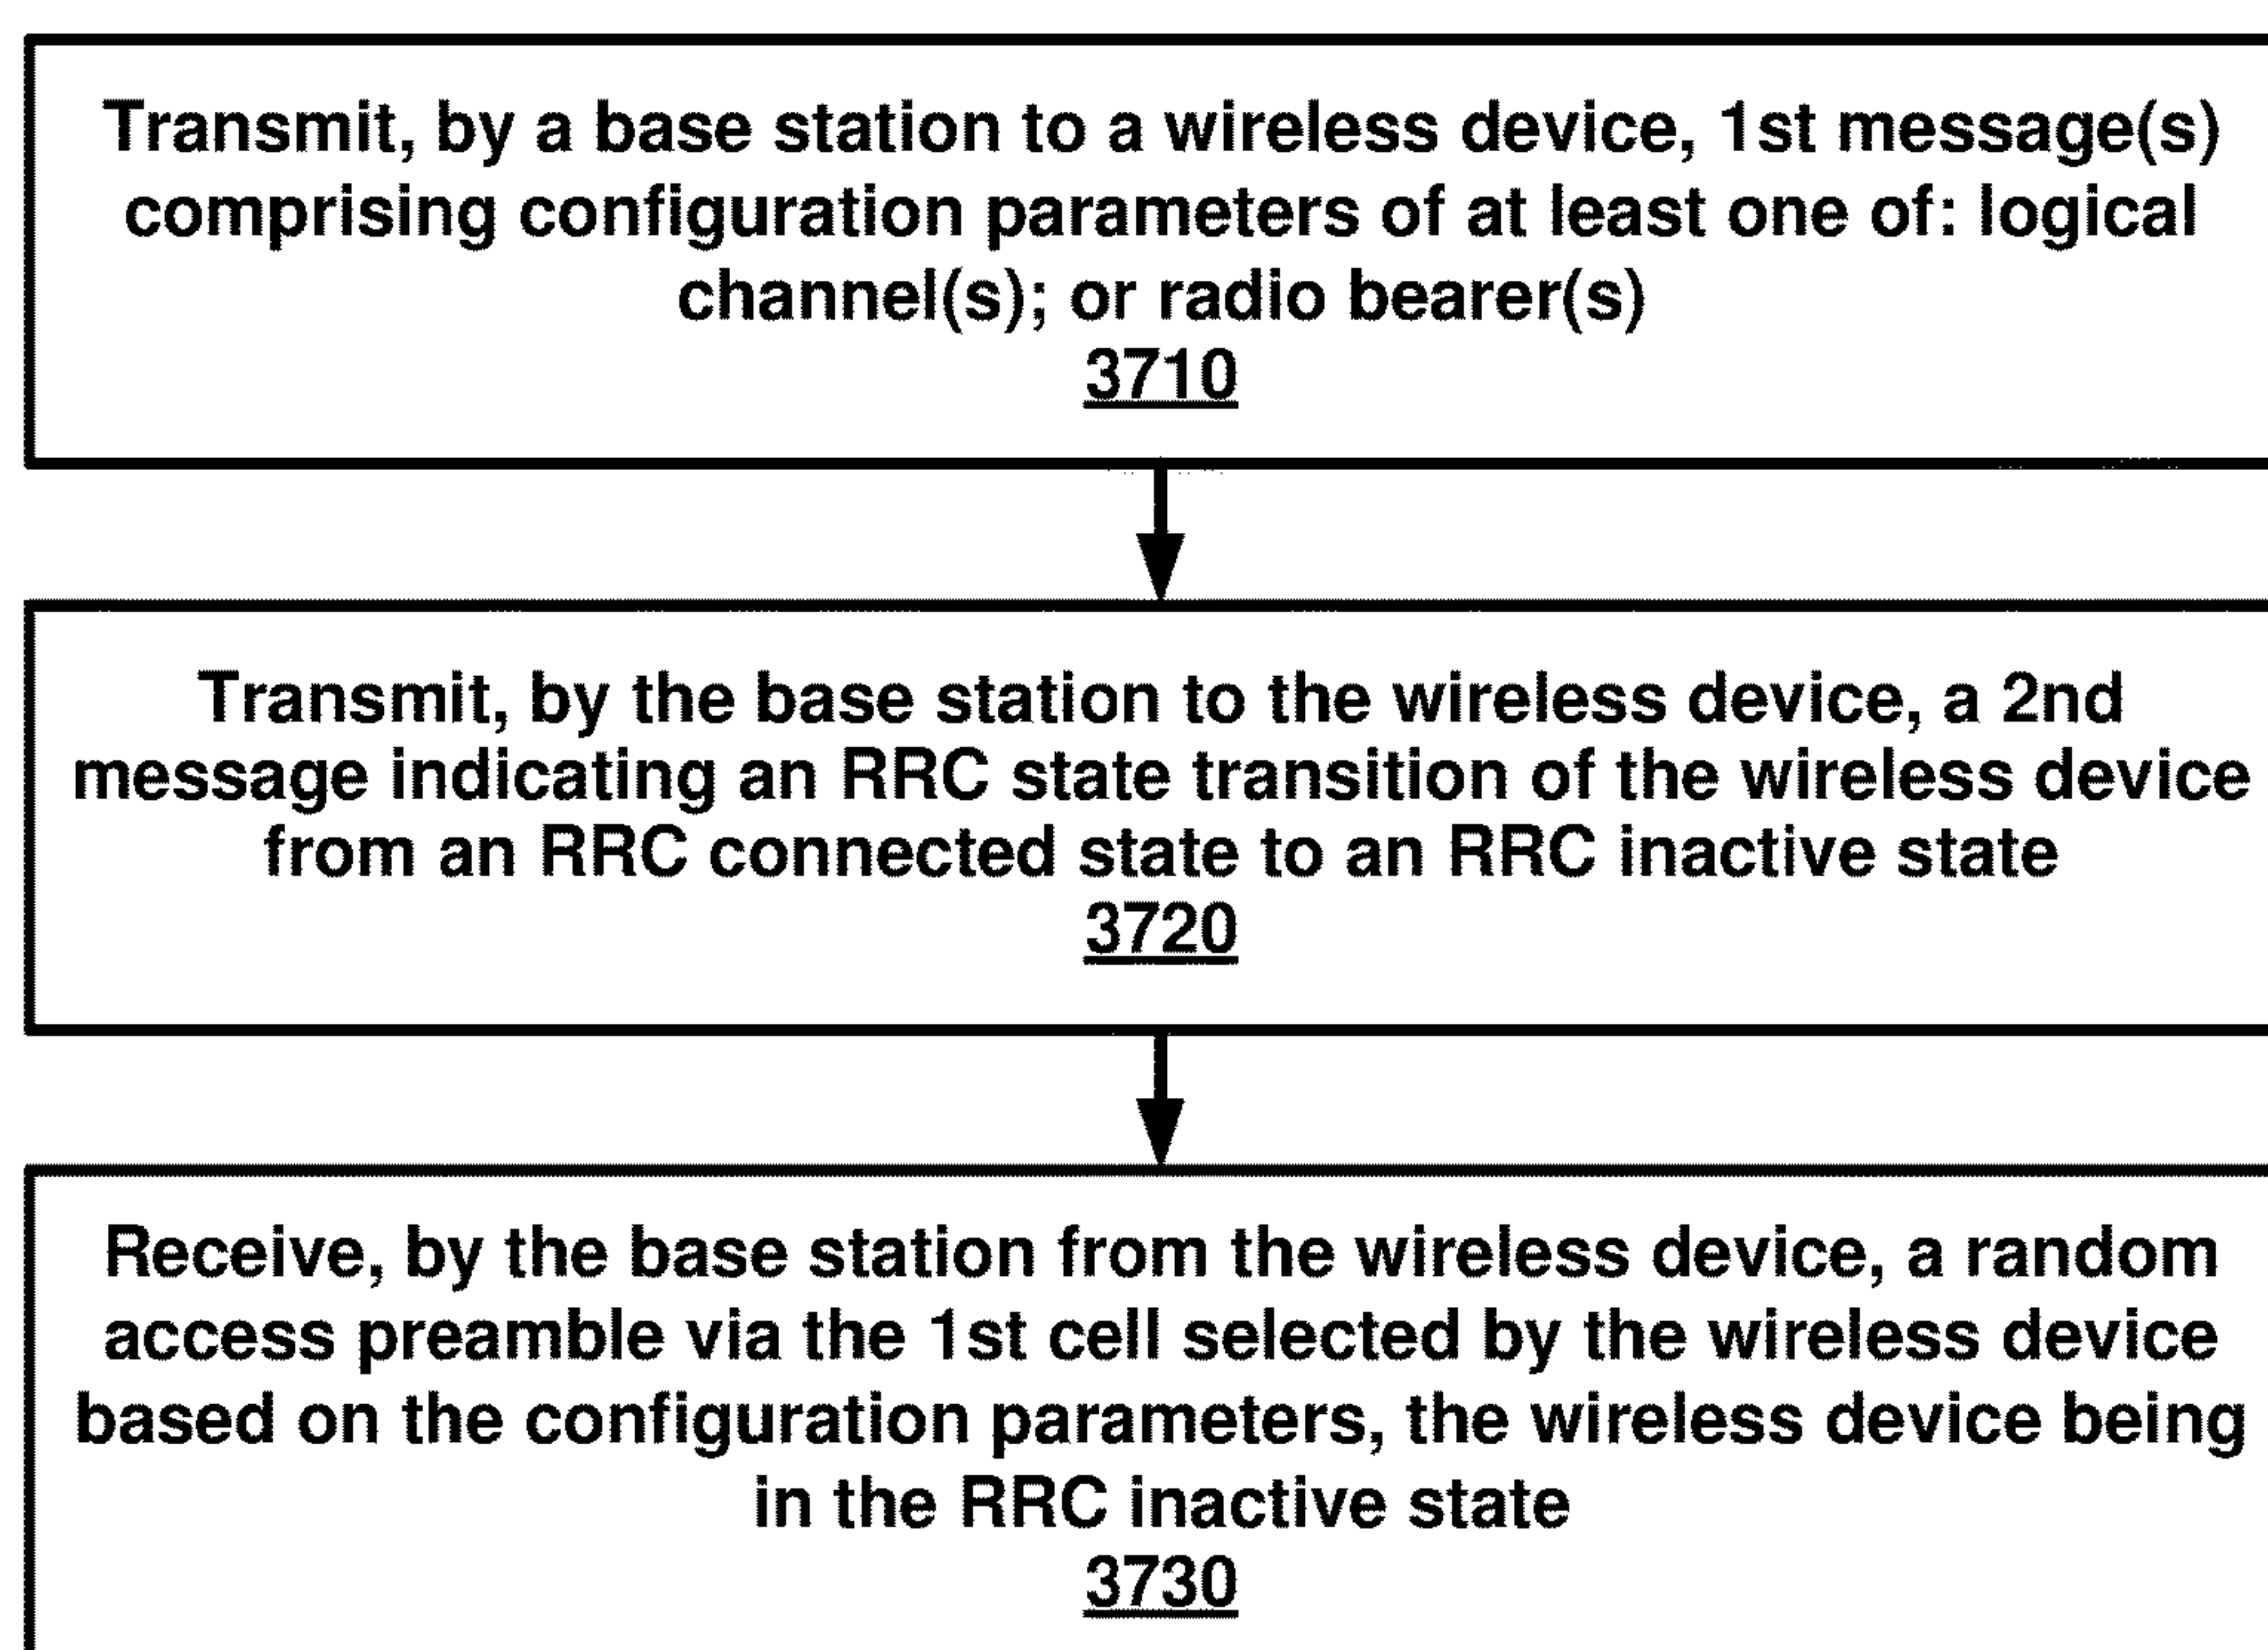 Transmit, by a base station to a wireless device, 1st message(s)
comprising configuration parameters of at least one of: logical
channel(s); or radio bearer(s)
3710
Transmit, by the base station to the wireless device, a 2nd
message indicating an RRC state transition of the wireless device
from an RRC connected state to an RRC inactive state
3720
Receive, by the base station from the wireless device, a random
access preamble via the 1st cell selected by the wireless device
based on the configuration parameters, the wireless device being
in the RRC inactive state
3730